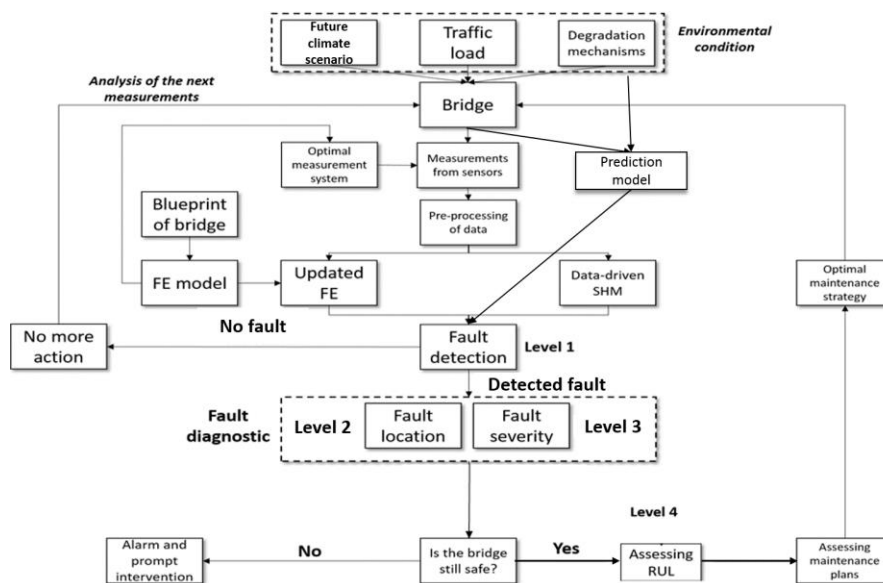 Future
climate
scenario
Traffic
load
Degradation
mechanisms
Environmental
condition
Analysis of the next
measurements
Bridge
Optimal
measurement
system
Measurements
from sensors
Prediction
model
Blueprint
of bridge
Pre-processing
of data
FE model
Updated
FE
Data-driven
SHM
Optimal
maintenance
strategy
No fault
No more
action
Fault
detection
Level 1
Detected fault
Fault
diagnostic
Level 2
Fault
location
Fault
severity
Level 3
Level 4
Alarm and
prompt
intervention
No
Is the bridge
still safe?
Yes
Assessing
RUL
Assessing
maintenance
plans